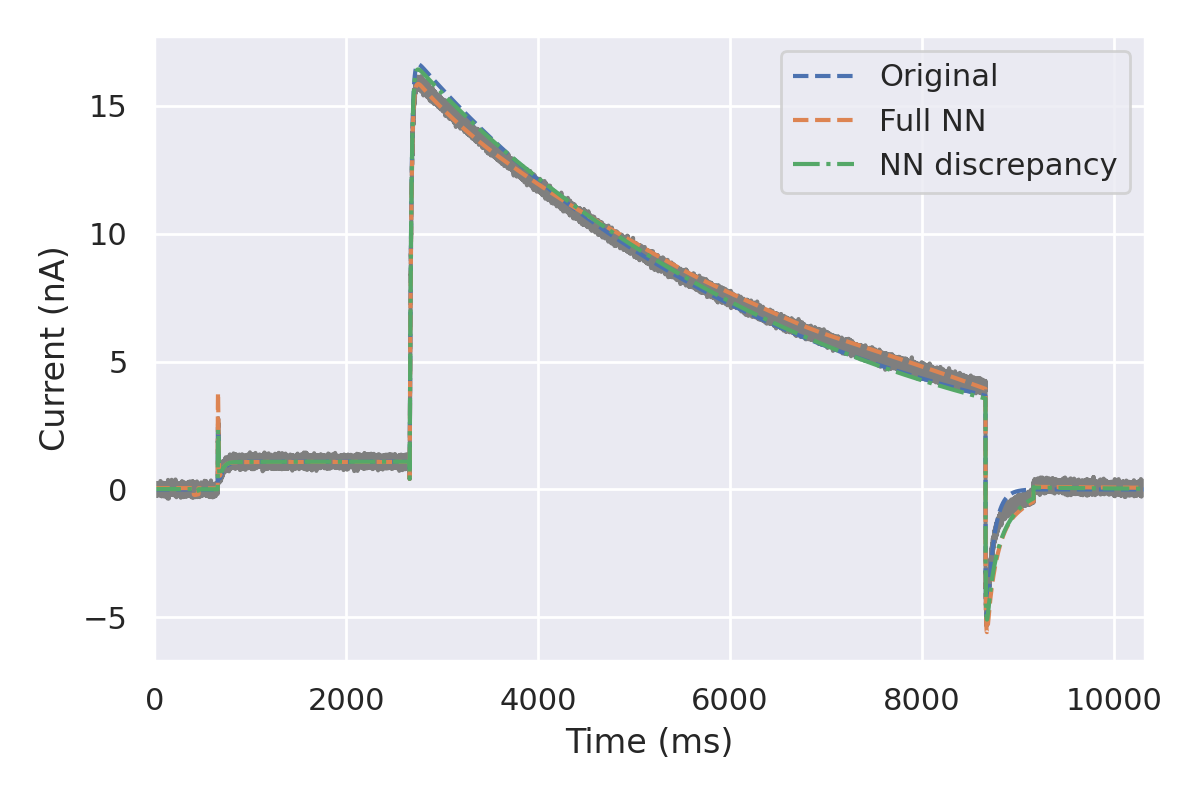 Original
Full NN
NN discrepancy
Current (nA)
15
10
5
0
−5
0 2000 4000 6000 8000 10000
Time (ms)